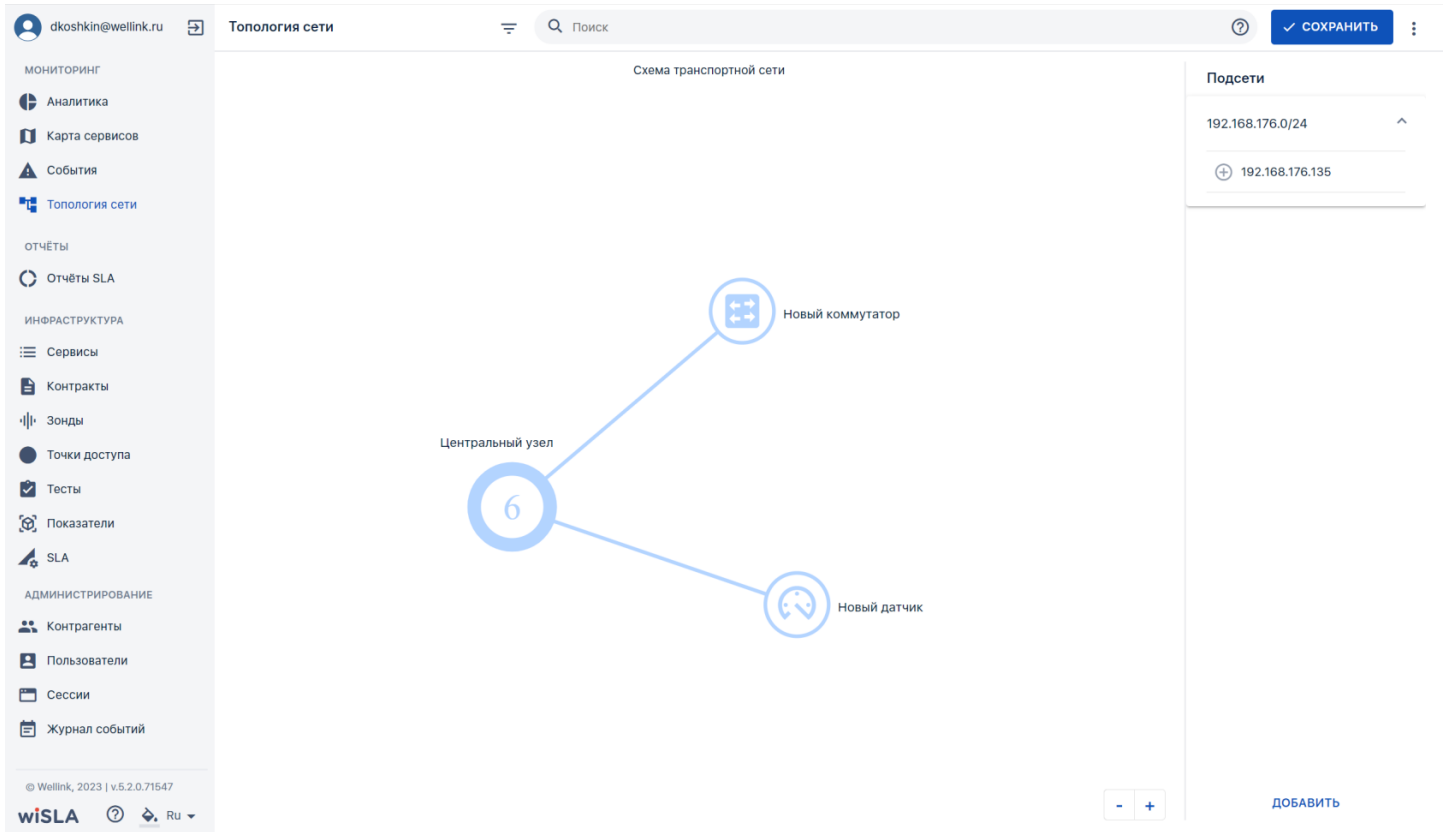 dkoshkin@wellink.ru
Топология сети
Поиск
СОХРАНИТЬ
МОНИТОРИНГ
Аналитика
Карта сервисов
События
Топология сети
ОТЧЁТЫ
Отчёты SLA
ИНФРАСТРУКТУРА
Сервисы
Контракты
Зонды
Точки доступа
Тесты
Показатели
SLA
АДМИНИСТРИРОВАНИЕ
Контрагенты
Пользователи
Сессии
Журнал событий
© Wellink, 2023 | v.5.2.0.71547
wiSLA
Ru
Схема транспортной сети
Новый коммутатор
Центральный узел
6
Новый датчик
- +
Подсети
192.168.176.0/24
192.168.176.135
ДОБАВИТЬ